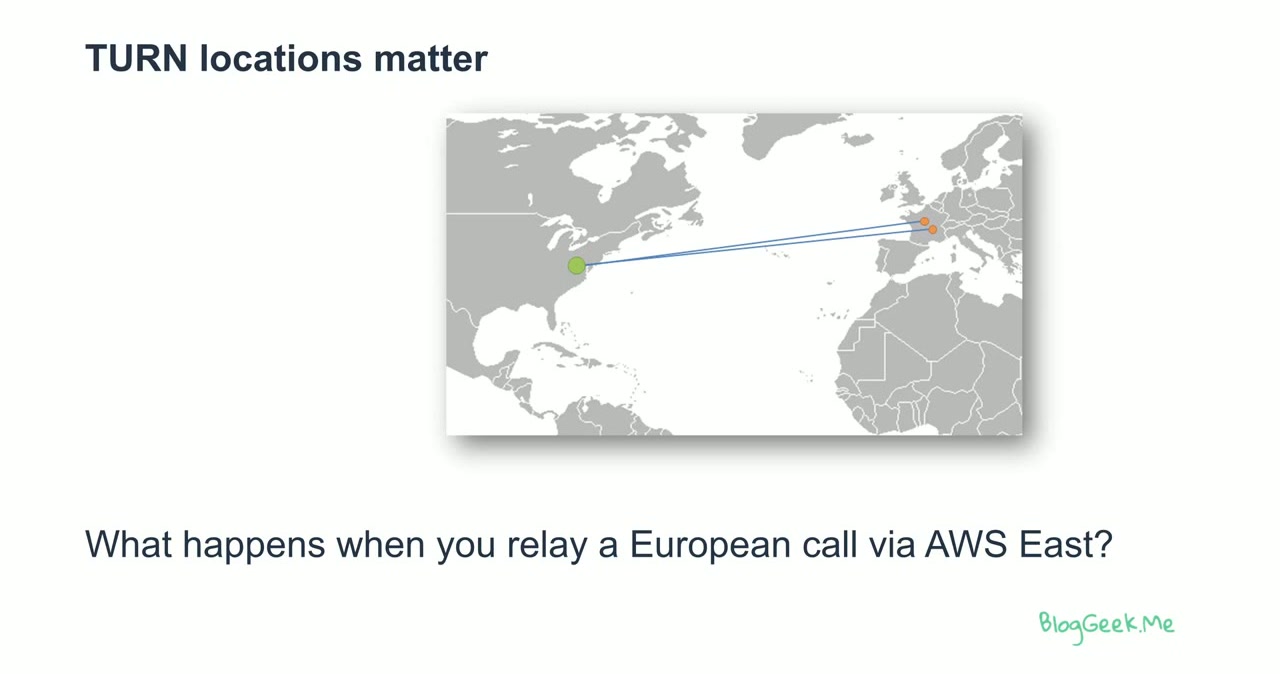 TURN locations matter
What happens when you relay a European call via AWS East?
BlogGeek.Me